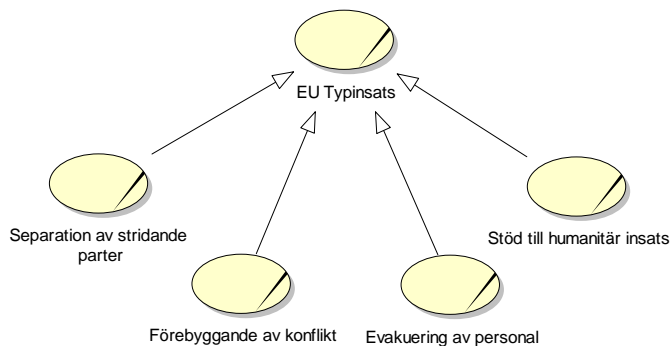 EU Typinsats
Separation av stridande
parter
Stöd till humanitär insats
Förebyggande av konflikt
Evakuering av personal